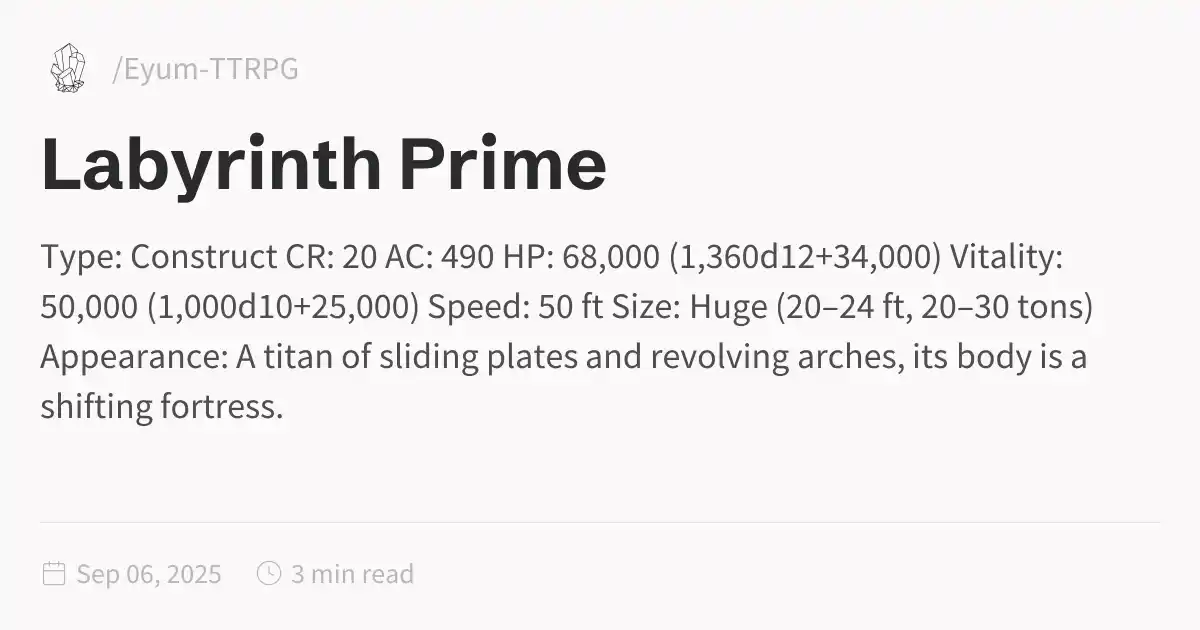 /Eyum-TTRPG
Labyrinth Prime
Type: Construct CR: 20 AC: 490 HP: 68,000 (1,360d12+34,000) Vitality:
50,000 (1,000d10+25,000) Speed: 50 ft Size: Huge (20–24 ft, 20–30 tons)
Appearance: A titan of sliding plates and revolving arches, its body is a
shifting fortress.
Sep 06, 2025 3 min read